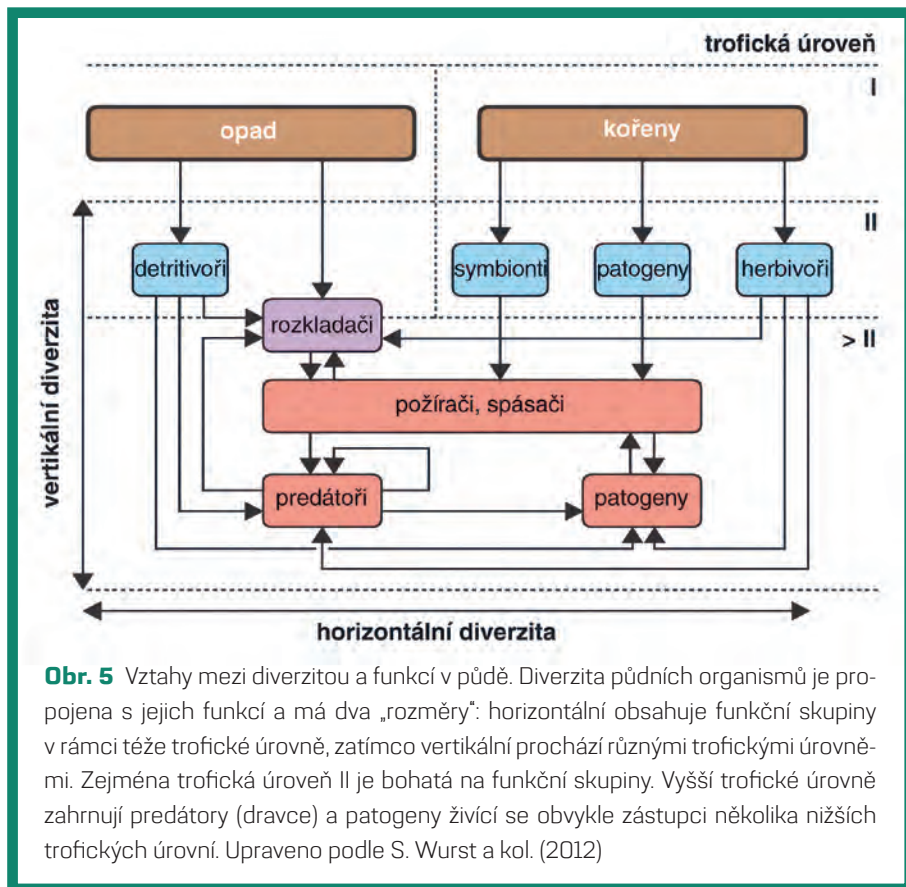 trofická úroveň
I
opad
kořeny
II
detritivoři
symbionti
patogeny
herbivoři
rozkladači
> II
požírači, spásači
predátoři
patogeny
vertikální diverzita
horizontální diverzita
Obr. 5 Vztahy mezi diverzitou a funkcí v půdě. Diverzita půdních organismů je pro-
pojena s jejich funkcí a má dva „rozměry": horizontální obsahuje funkční skupiny
v rámci téže trofické úrovně, zatímco vertikální prochází různými trofickými úrovně-
mi. Zejména trofická úroveň II je bohatá na funkční skupiny. Vyšší trofické úrovně
zahrnují predátory (dravce) a patogeny živící se obvykle zástupci několika nižších
trofických úrovní. Upraveno podle S. Wurst a kol. (2012)